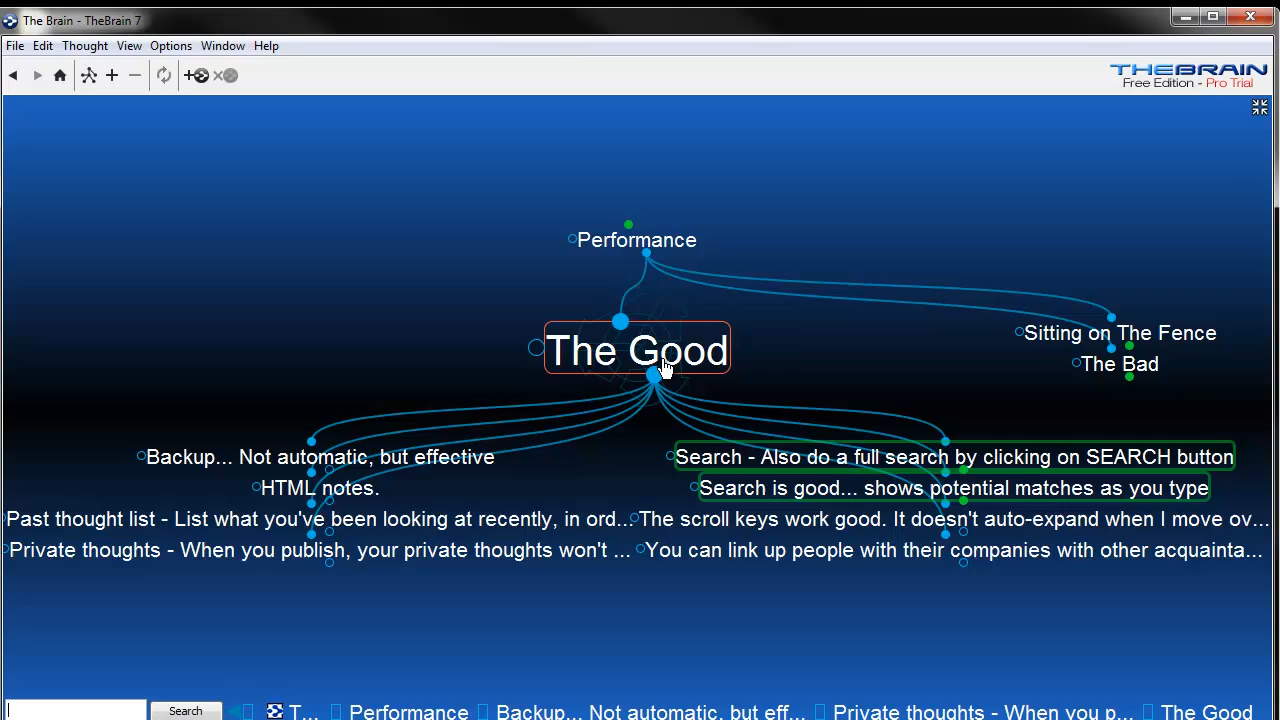 The Brain - TheBrain 7
File Edit Thought View Options Window Help
THEBRAIN
Free Edition - Pro Trial
Performance
The Good
Sitting on The Fence
The Bad
Backup... Not automatic, but effective
Search - Also do a full search by clicking on SEARCH button
HTML notes.
Search is good... shows potential matches as you type
Past thought list - List what you've been looking at recently, in ord...
The scroll keys work good. It doesn't auto-expand when I move ov...
Private thoughts - When you publish, your private thoughts won't ...
You can link up people with their companies with other acquainta...
Search T... Performance Backup... Not automatic, but eff... Private thoughts - When you p... The Good